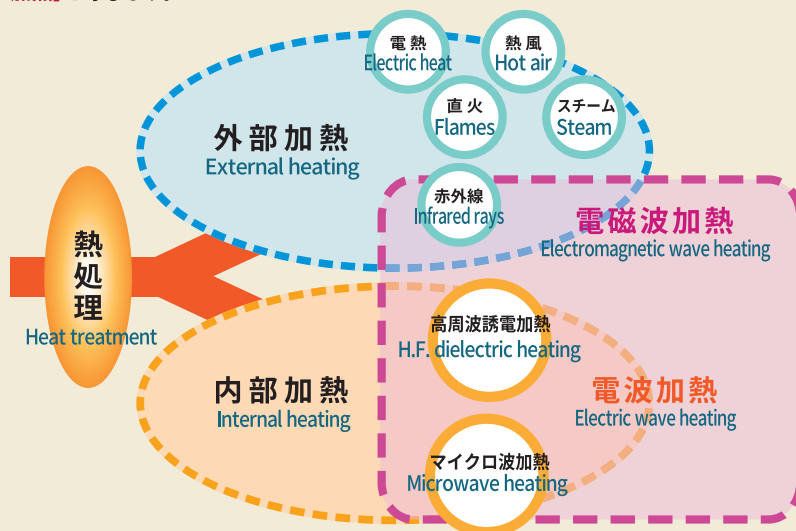 電熱
Electric heat
熱風
Hot air
直火
Flames
スチーム
Steam
外部加熱
External heating
赤外線
Infrared rays
電磁波加熱
Electromagnetic wave heating
熱処理
Heat treatment
高周波誘電加熱
H.F. dielectric heating
内部加熱
Internal heating
電波加熱
Electric wave heating
マイクロ波加熱
Microwave heating